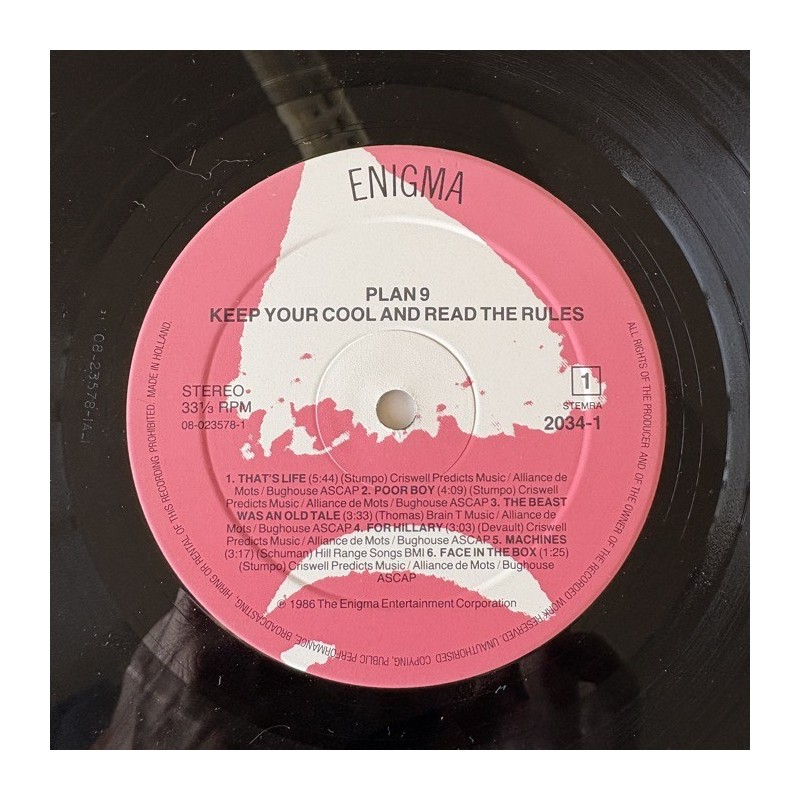 ENIGMA
PLAN 9
KEEP YOUR COOL AND READ THE RULES
STEREO
33⅓ RPM
08-023578-1
1
STEMRA
2034-1
1. THAT'S LIFE (5:44) (Stumpo) Criswell Predicts Music / Alliance de
Mots / Bughouse ASCAP 2. POOR BOY (4:09) (Stumpo) Criswell
Predicts Music / Alliance de Mots / Bughouse ASCAP 3. THE BEAST
WAS AN OLD TALE (3:33) (Thomas) Brain T Music / Alliance de
Mots / Bughouse ASCAP 4. FOR HILLARY (3:03) (Devault) Criswell
Predicts Music / Alliance de Mots / Bughouse ASCAP 5. MACHINES
(3:17) (Schuman) Hill Range Songs BMI 6. FACE IN THE BOX (1:25)
(Stumpo) Criswell Predicts Music / Alliance de Mots / Bughouse
ASCAP
℗ 1986 The Enigma Entertainment Corporation
ALL RIGHTS OF THE PRODUCER AND OF THE OWNER OF THE RECORDED WORK RESERVED. UNAUTHORISED COPYING, PUBLIC PERFORMANCE, BROADCASTING, HIRING OR RENTAL OF THIS RECORDING PROHIBITED. MADE IN HOLLAND.